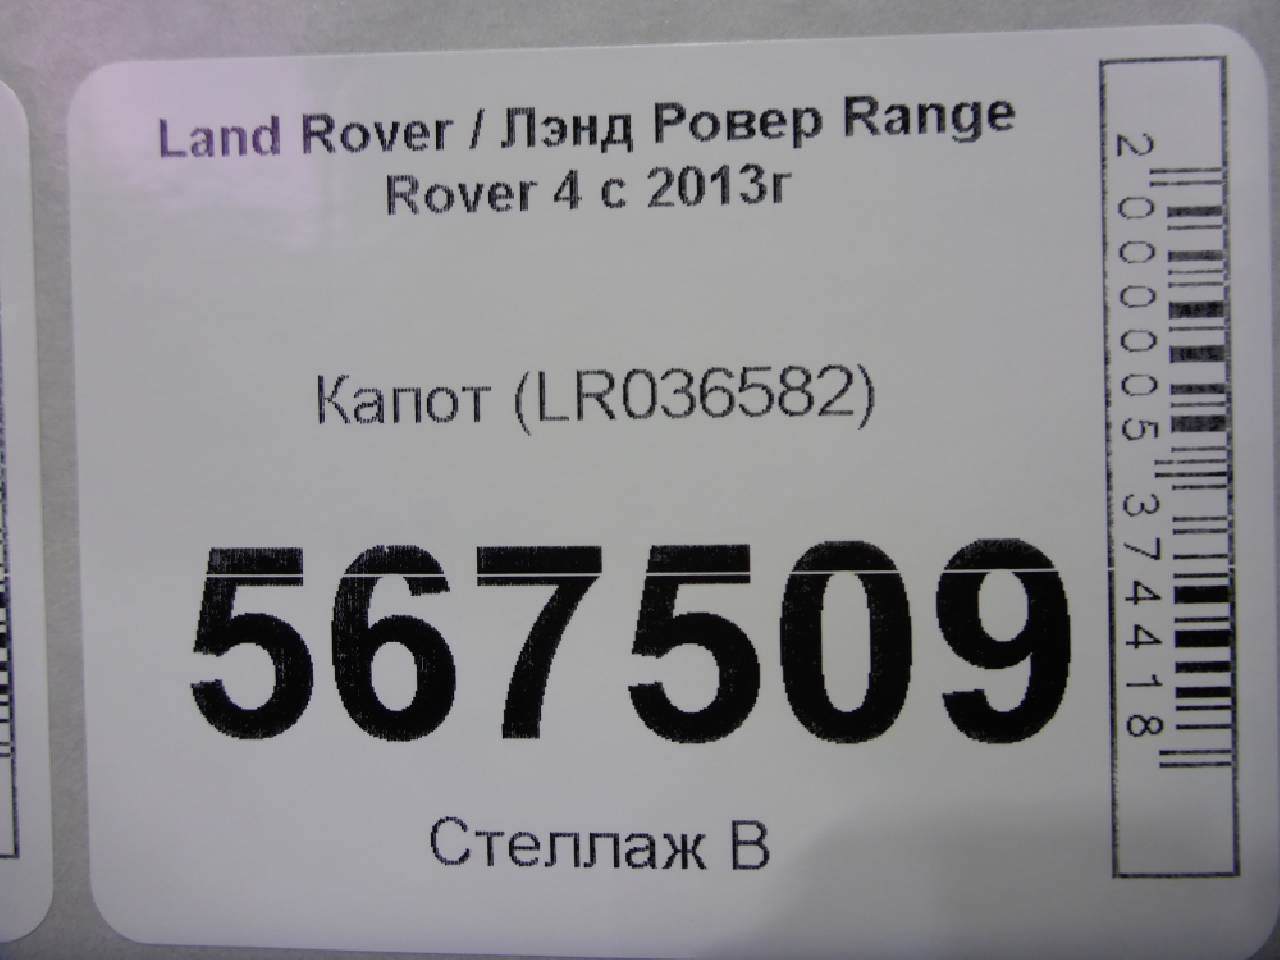 Land Rover / Лэнд Ровер Range
Rover 4 с 2013г
Капот (LR036582)
567509
Стеллаж В
2000005374418